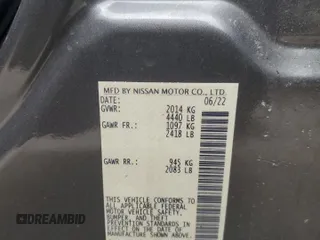 MFD BY NISSAN MOTOR CO., LTD.
DATE: 06/22
GVWR: 2014 KG
4440 LB
GAWR FR.: 1097 KG
2418 LB
GAWR RR.: 945 KG
2083 LB
THIS VEHICLE CONFORMS TO
ALL APPLICABLE FEDERAL
MOTOR VEHICLE SAFETY,
BUMPER, AND THEFT
PREVENTION STANDARDS
IN EFFECT ON THE DATE OF
MANUFACTURE SHOWN ABOVE.
DREAMBID